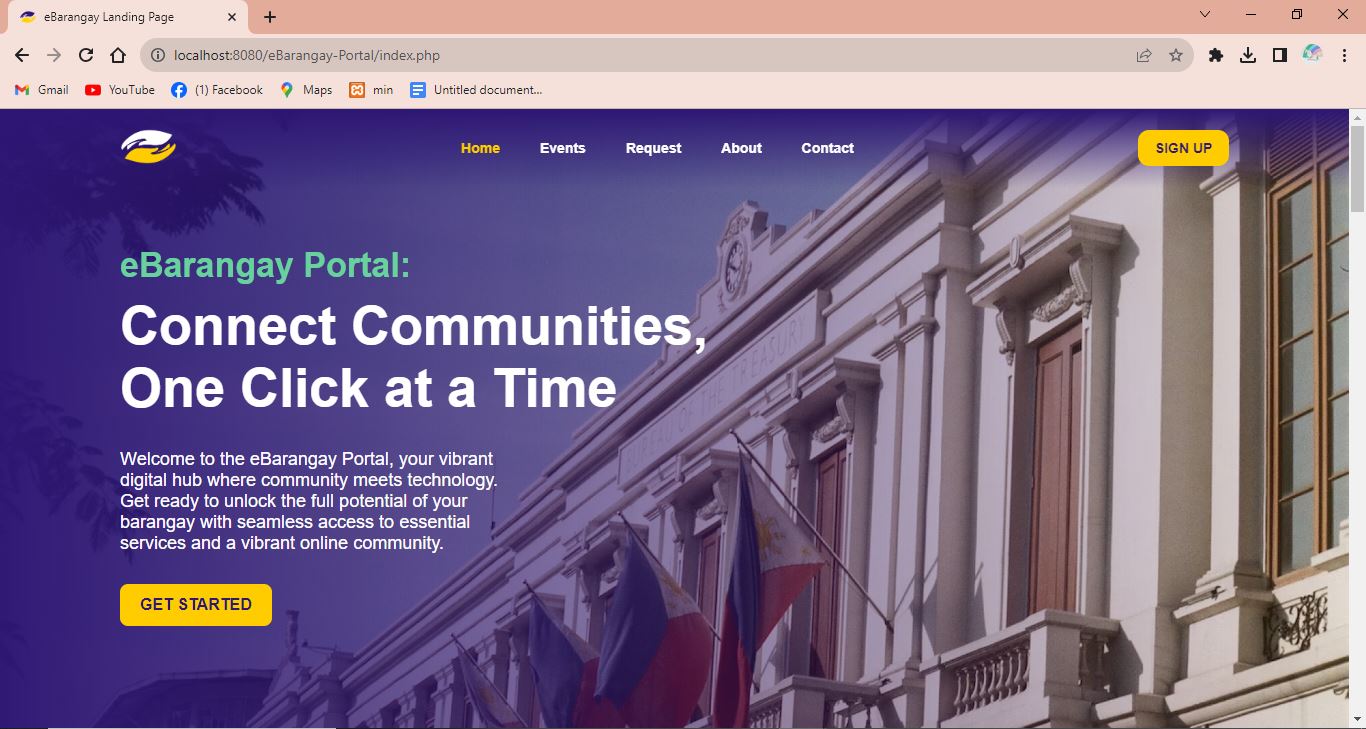 eBarangay Landing Page
localhost:8080/eBarangay-Portal/index.php
Gmail YouTube (1) Facebook Maps min Untitled document...
Home Events Request About Contact SIGN UP
eBarangay Portal:
Connect Communities,
One Click at a Time
BUREAU OF THE TREASURY
Welcome to the eBarangay Portal, your vibrant
digital hub where community meets technology.
Get ready to unlock the full potential of your
barangay with seamless access to essential
services and a vibrant online community.
GET STARTED